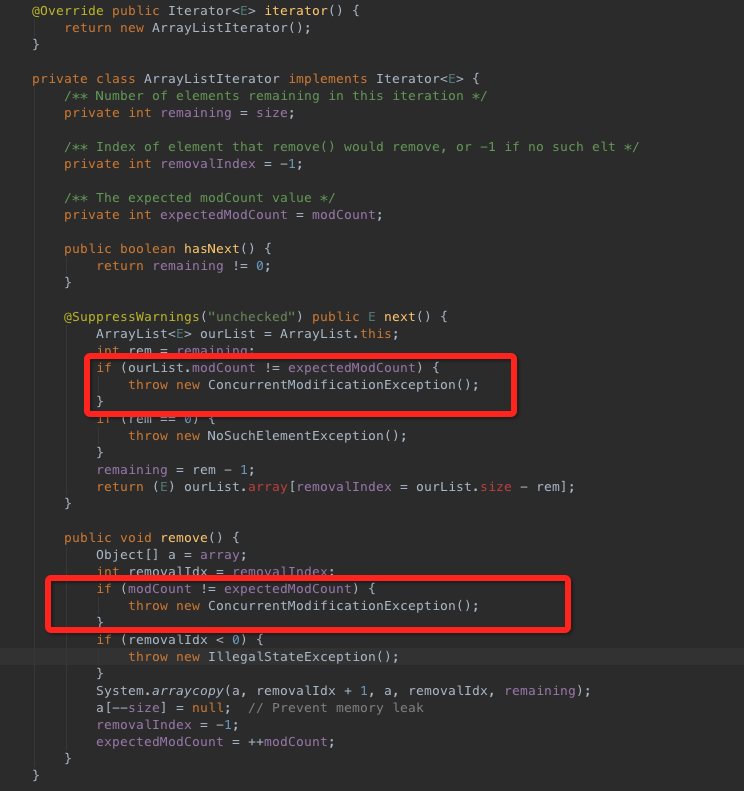 @Override public Iterator<E> iterator() {
return new ArrayListIterator();
}
private class ArrayListIterator implements Iterator<E> {
/** Number of elements remaining in this iteration */
private int remaining = size;
/** Index of element that remove() would remove, or -1 if no such elt */
private int removalIndex = -1;
/** The expected modCount value */
private int expectedModCount = modCount;
public boolean hasNext() {
return remaining != 0;
}
@SuppressWarnings("unchecked") public E next() {
ArrayList<E> ourList = ArrayList.this;
int rem = remaining;
if (ourList.modCount != expectedModCount) {
throw new ConcurrentModificationException();
}
if (rem == 0) {
throw new NoSuchElementException();
}
remaining = rem - 1;
return (E) ourList.array[removalIndex = ourList.size - rem];
}
public void remove() {
Object[] a = array;
int removalIdx = removalIndex;
if (modCount != expectedModCount) {
throw new ConcurrentModificationException();
}
if (removalIdx < 0) {
throw new IllegalStateException();
}
System.arraycopy(a, removalIdx + 1, a, removalIdx, remaining);
a[--size] = null;  // Prevent memory leak
removalIndex = -1;
expectedModCount = ++modCount;
}
}